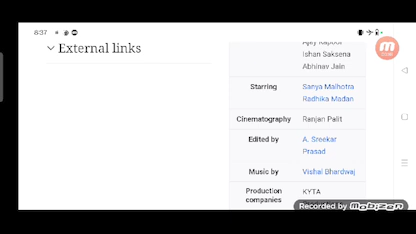 8:37
External links
Ajay Kapoor
Ishan Saksena
Abhinav Jain
Starring
Sanya Malhotra
Radhika Madan
Cinematography
Ranjan Palit
Edited by
A. Sreekar
Prasad
Music by
Vishal Bhardwaj
Production
companies
KYTA
Recorded by Mobizen